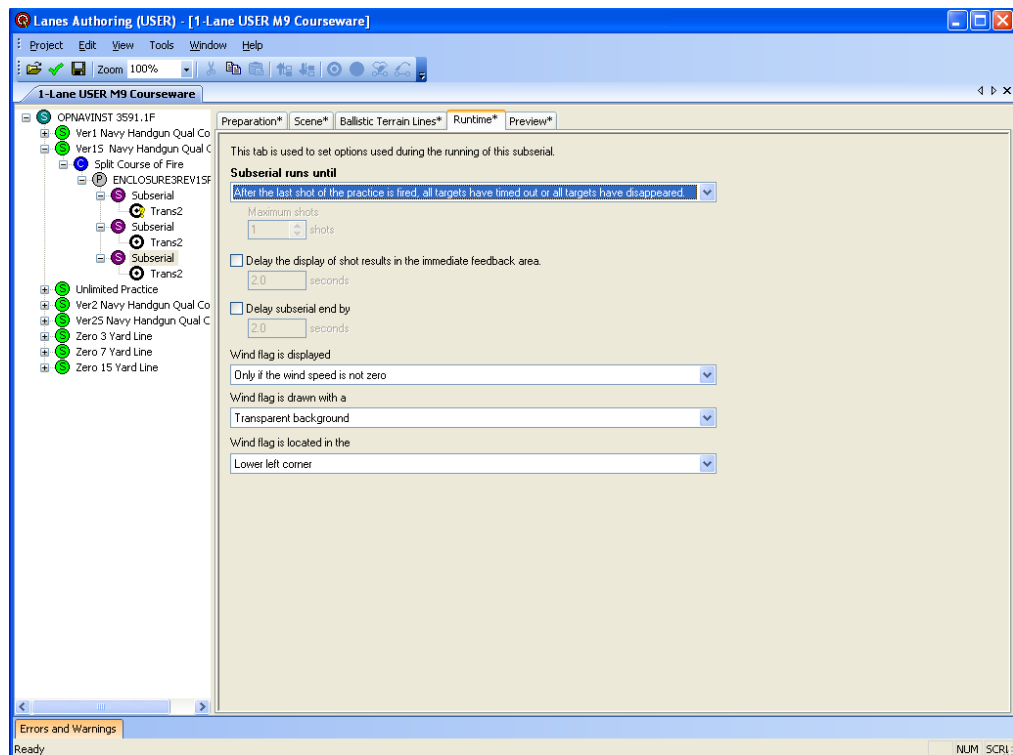 Lanes Authoring (USER) - [1-Lane USER M9 Courseware]
Project Edit View Tools Window Help
Zoom 100%
1-Lane USER M9 Courseware
OPNAVINST 3591.1F
Ver1 Navy Handgun Qual Co
Ver1S Navy Handgun Qual C
C Split Course of Fire
P ENCLOSURE3REV1SF
S Subserial
Trans2
S Subserial
Trans2
S Subserial
Trans2
S Unlimited Practice
S Ver2 Navy Handgun Qual Co
S Ver2S Navy Handgun Qual C
S Zero 3 Yard Line
S Zero 7 Yard Line
S Zero 15 Yard Line
Preparation* Scene* Ballistic Terrain Lines* Runtime* Preview*
This tab is used to set options used during the running of this subserial.
Subserial runs until
After the last shot of the practice is fired, all targets have timed out or all targets have disappeared.
Maximum shots
1 shots
Delay the display of shot results in the immediate feedback area.
2.0 seconds
Delay subserial end by
2.0 seconds
Wind flag is displayed
Only if the wind speed is not zero
Wind flag is drawn with a
Transparent background
Wind flag is located in the
Lower left corner
Errors and Warnings
Ready NUM SCRL